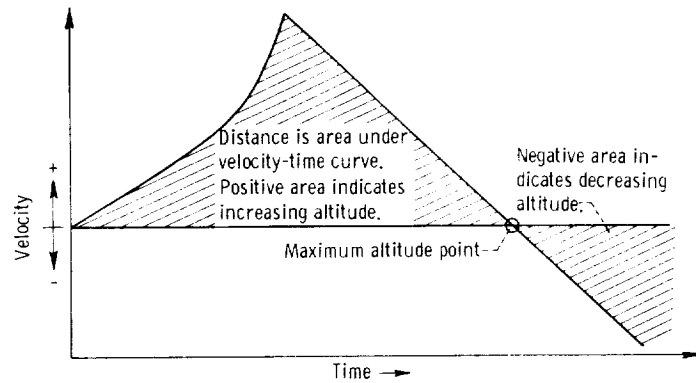 Distance is area under
velocity-time curve.
Positive area indicates
increasing altitude.
Negative area in-
dicates decreasing
altitude.
Velocity
+
-
Maximum altitude point
Time